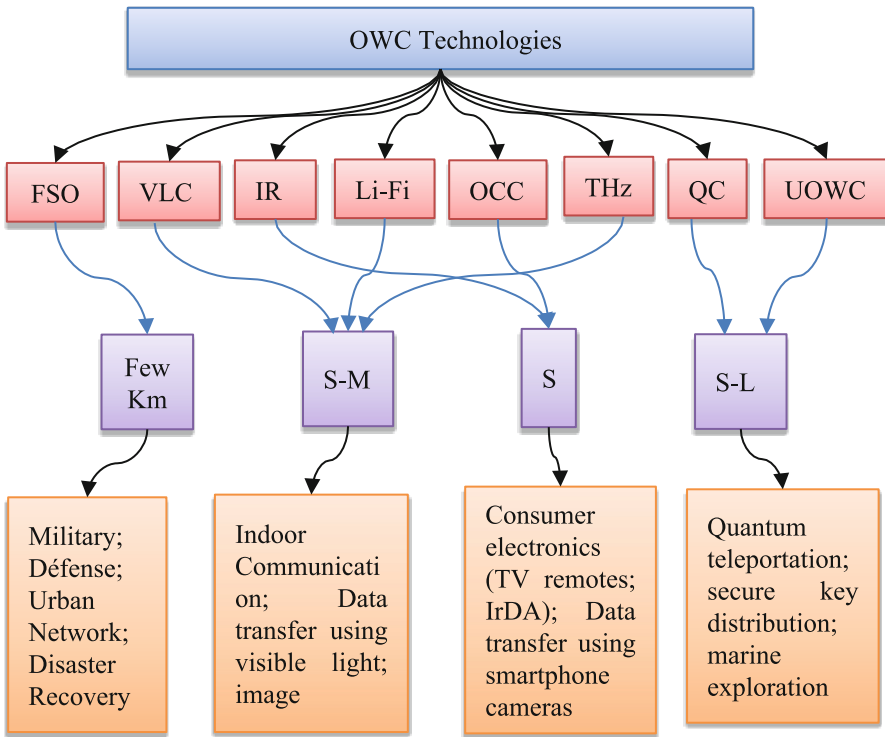 OWC Technologies
FSO
VLC
IR
Li-Fi
OCC
THz
QC
UOWC
Few
Km
S-M
S
S-L
Military;
Défense;
Urban
Network;
Disaster
Recovery
Indoor
Communicati
on; Data
transfer using
visible light;
image
Consumer
electronics
(TV remotes;
IrDA); Data
transfer using
smartphone
cameras
Quantum
teleportation;
secure key
distribution;
marine
exploration